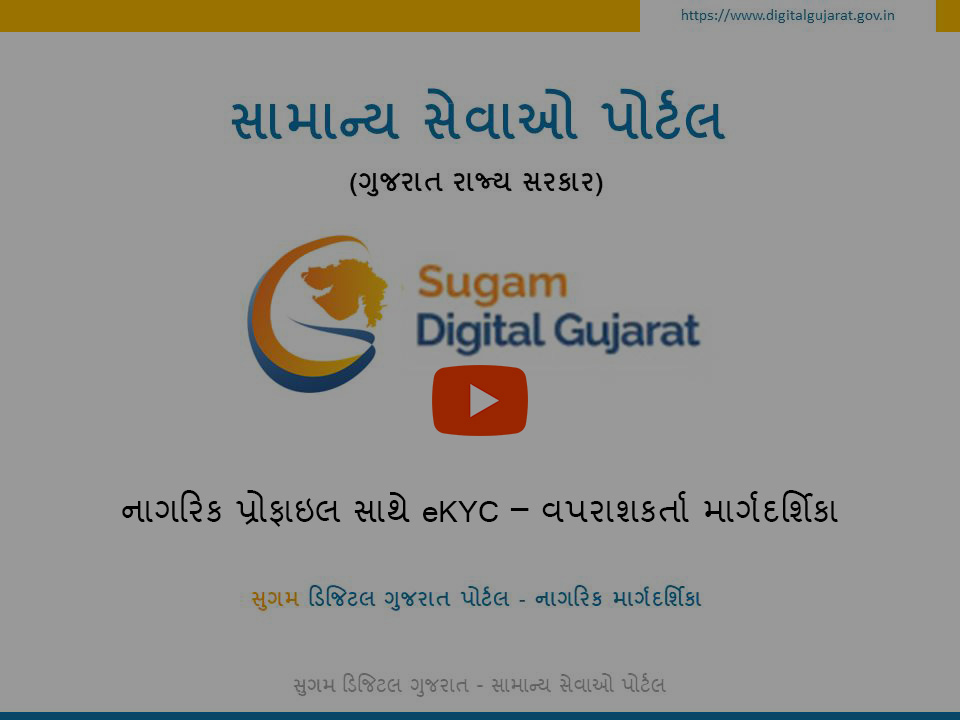 https://www.digitalgujarat.gov.in
સામાન્ય સેવાઓ પોર્ટલ
(ગુજરાત રાજ્ય સરકાર)
Sugam
Digital Gujarat
નાગરિક પ્રોફાઇલ સાથે eKYC – વપરાશકર્તા માર્ગદર્શિકા
સુગમ ડિજિટલ ગુજરાત પોર્ટલ - નાગરિક માર્ગદર્શિકા
સુગમ ડિજિટલ ગુજરાત - સામાન્ય સેવાઓ પોર્ટલ